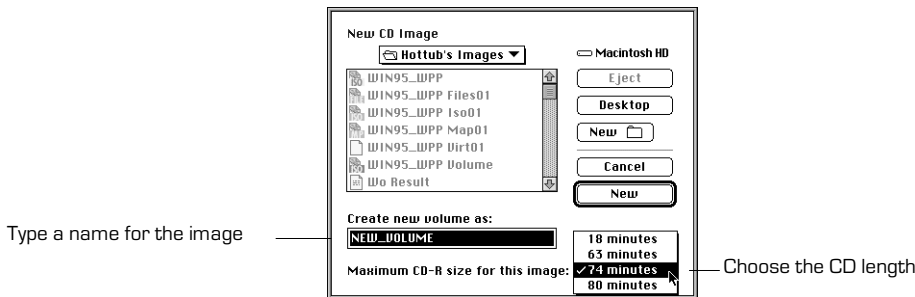 New CD Image
Hottub's Images
Macintosh HD
WIN95_WPP
WIN95_WPP Files01
WIN95_WPP Iso01
WIN95_WPP Map01
WIN95_WPP Virt01
WIN95_WPP Volume
Wo Result
Eject
Desktop
New
Cancel
New
Create new volume as:
NEW_VOLUME
Type a name for the image
Maximum CD-R size for this image:
18 minutes
63 minutes
✓74 minutes
80 minutes
Choose the CD length